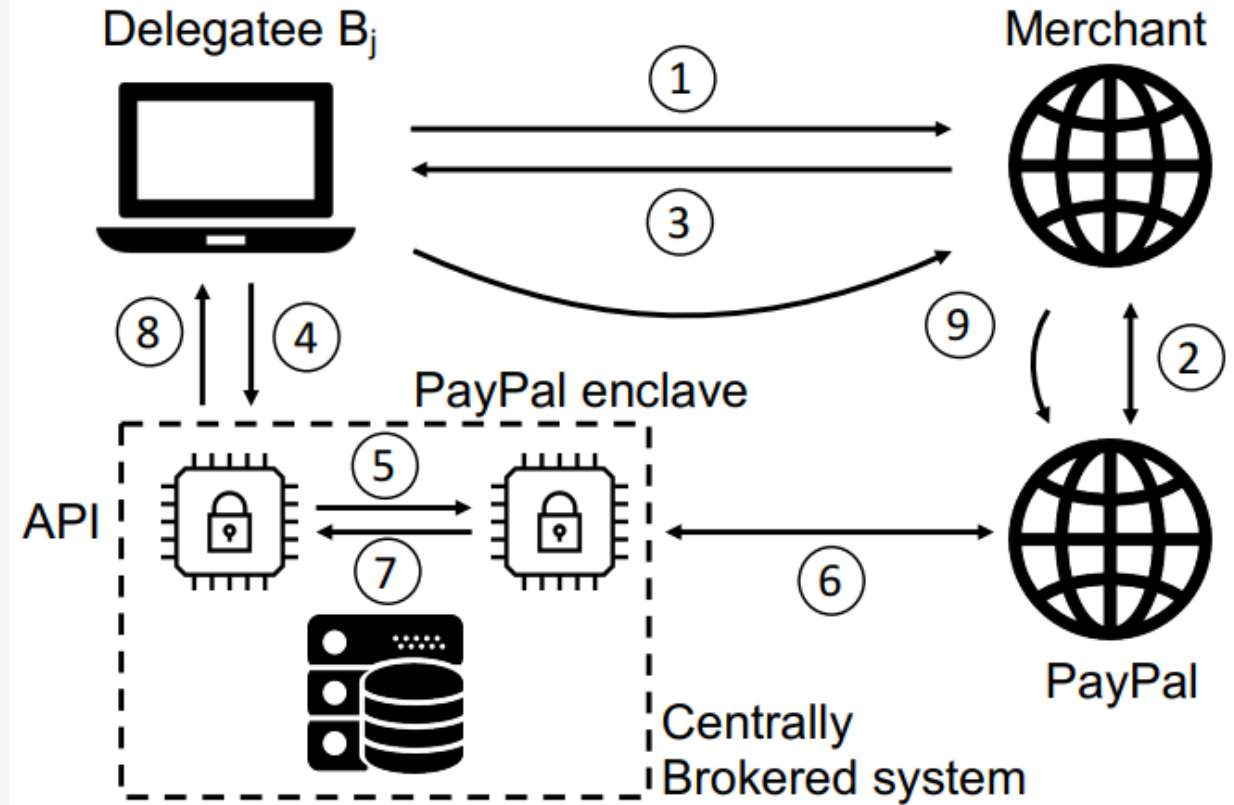 Delegatee Bj
Merchant
1
3
8
4
9
2
PayPal enclave
API
5
7
6
PayPal
Centrally
Brokered system